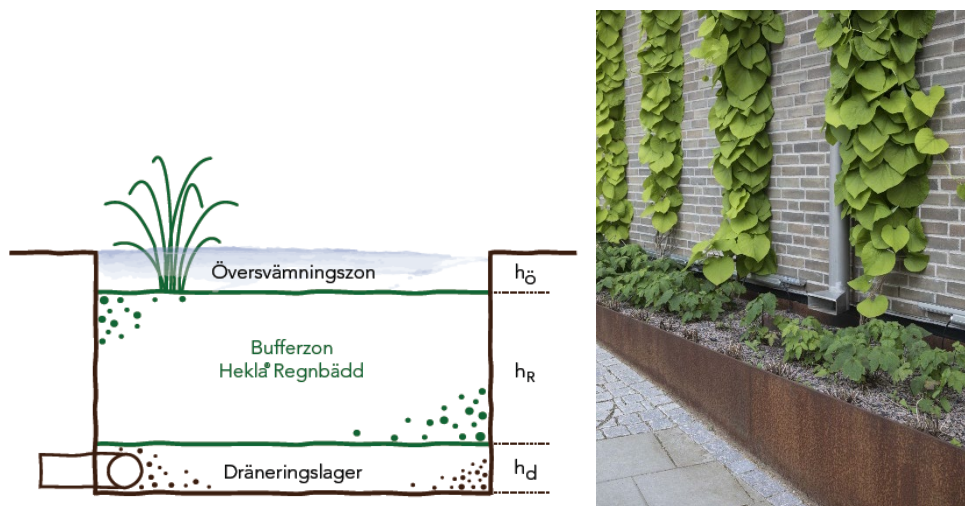 Översvämningszon
hÖ
Bufferzon
Hekla® Regnbädd
hR
Dräneringslager
hd